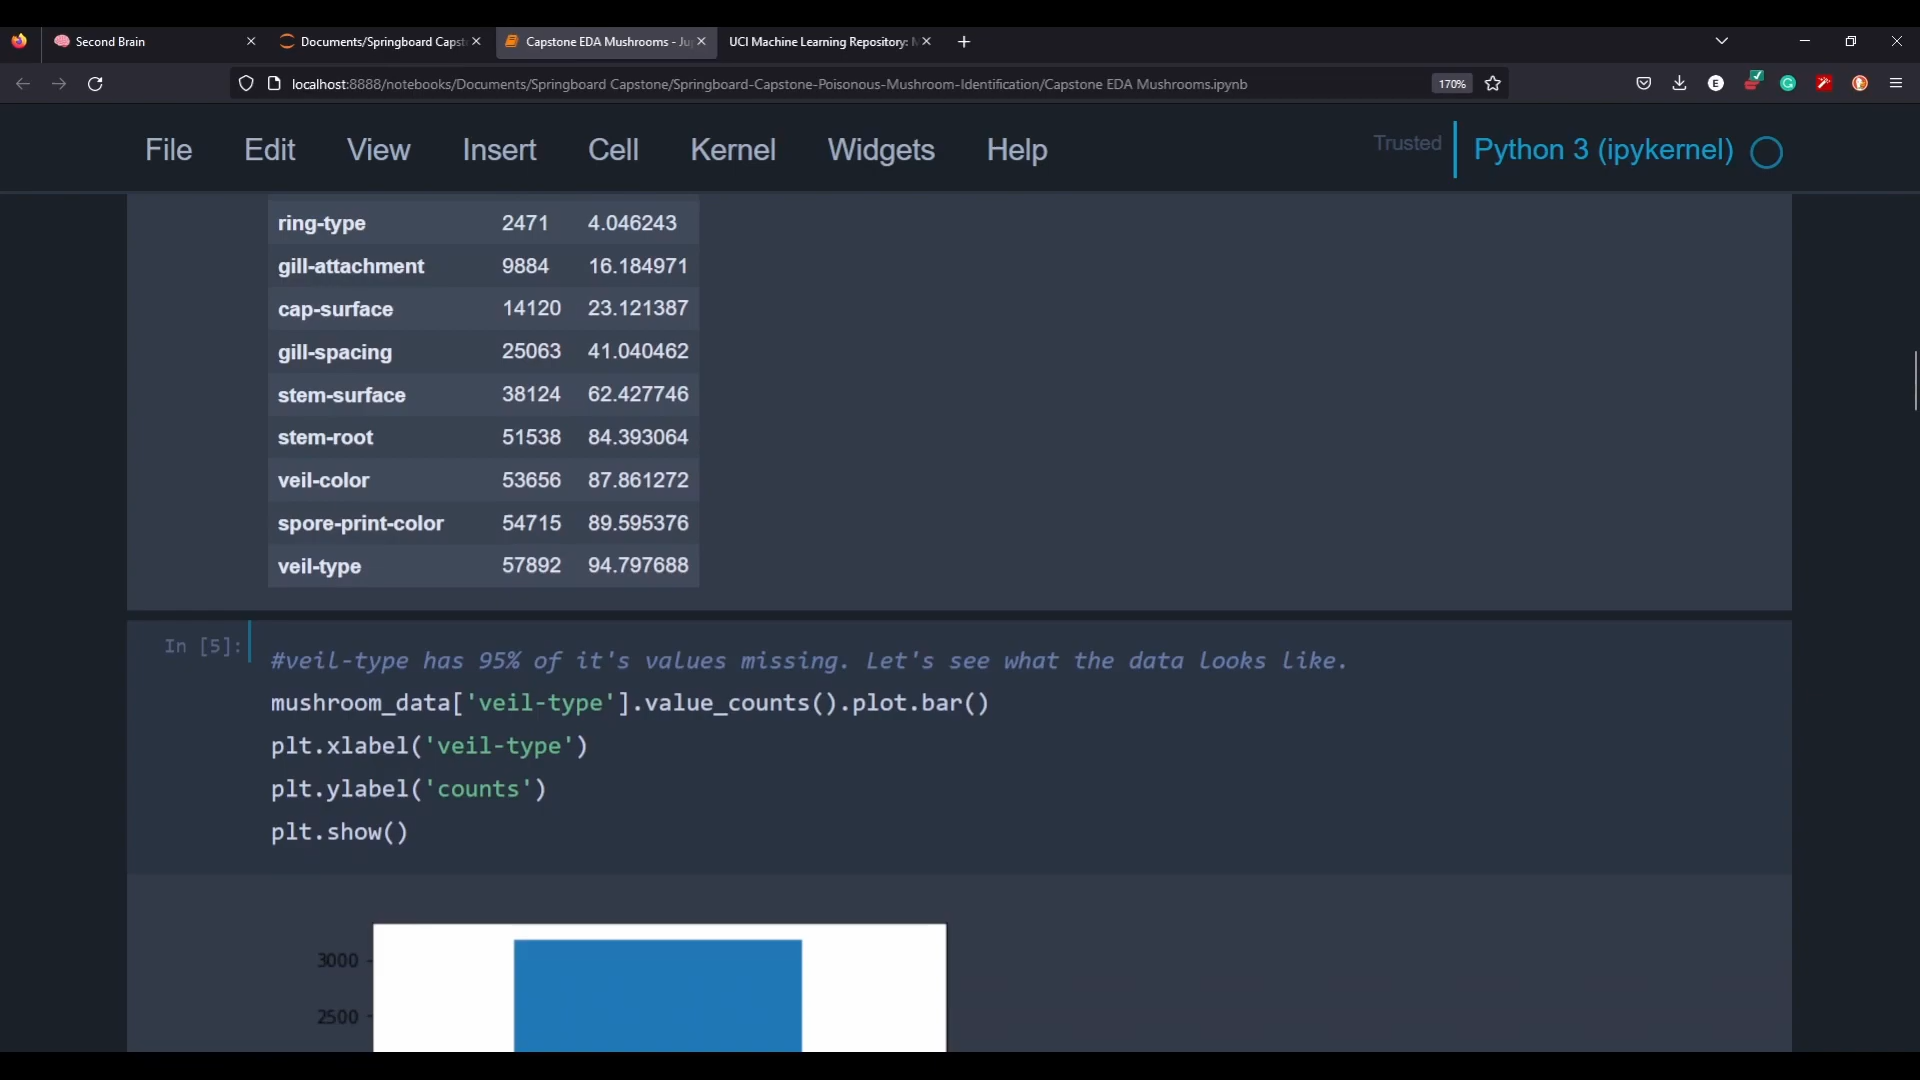 Second Brain
Documents/Springboard Capst
Capstone EDA Mushrooms - Ju
UCI Machine Learning Repository:
localhost:8888/notebooks/Documents/Springboard Capstone/Springboard-Capstone-Poisonous-Mushroom-Identification/Capstone EDA Mushrooms.ipynb
170%
File Edit View Insert Cell Kernel Widgets Help
Trusted
Python 3 (ipykernel)
ring-type 2471 4.046243
gill-attachment 9884 16.184971
cap-surface 14120 23.121387
gill-spacing 25063 41.040462
stem-surface 38124 62.427746
stem-root 51538 84.393064
veil-color 53656 87.861272
spore-print-color 54715 89.595376
veil-type 57892 94.797688
In [5]:
#veil-type has 95% of it's values missing. Let's see what the data looks like.
mushroom_data['veil-type'].value_counts().plot.bar()
plt.xlabel('veil-type')
plt.ylabel('counts')
plt.show()
3000
2500